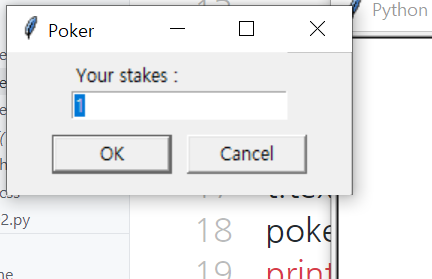 Poker
Python
Your stakes :
1
OK
Cancel
2.py
18
poke
19
print